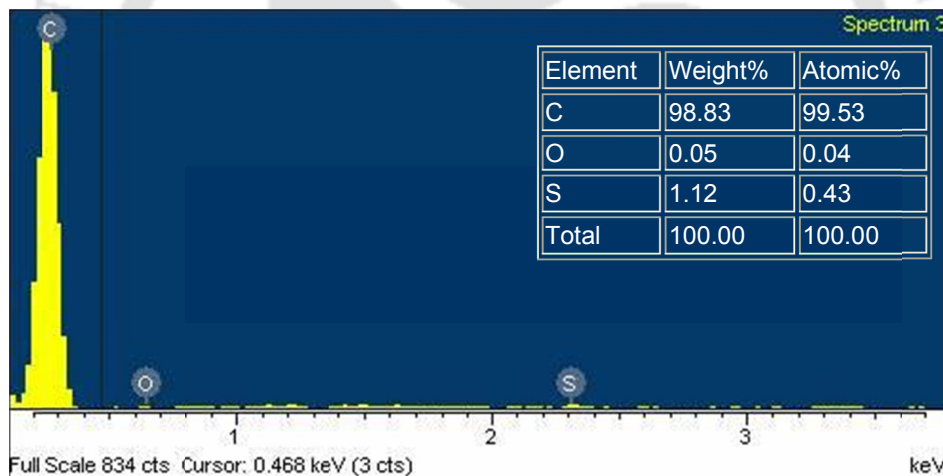 C
Spectrum 3
Element Weight% Atomic%
C 98.83 99.53
O 0.05 0.04
S 1.12 0.43
Total 100.00 100.00
O S
1 2 3
Full Scale 834 cts Cursor: 0.468 keV (3 cts) keV